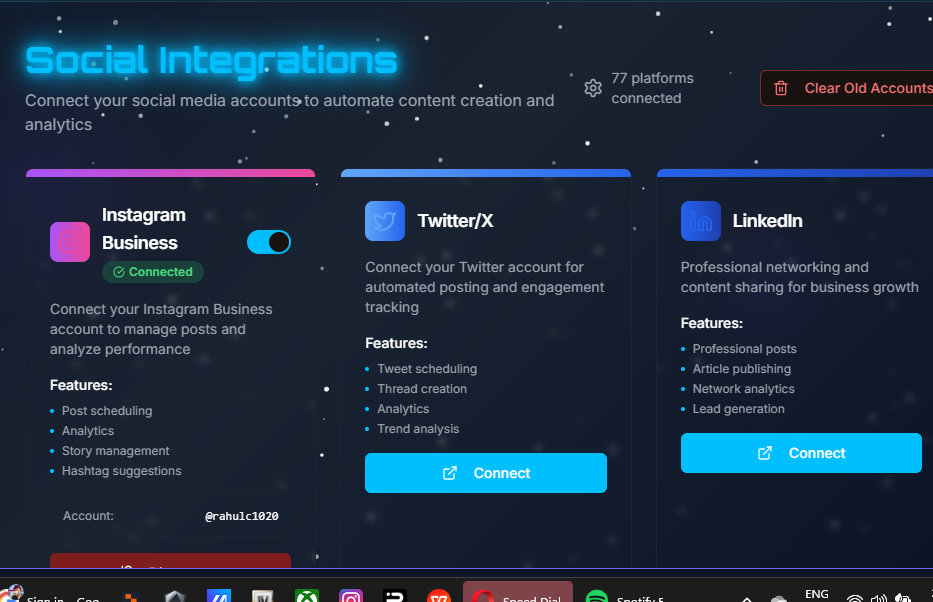 Social Integrations
Connect your social media accounts to automate content creation and
analytics
77 platforms
connected
Clear Old Accounts
Instagram
Business
Connected
Connect your Instagram Business
account to manage posts and
analyze performance
Features:
Post scheduling
Analytics
Story management
Hashtag suggestions
Account:
@rahulc1020
Twitter/X
Connect your Twitter account for
automated posting and engagement
tracking
Features:
Tweet scheduling
Thread creation
Analytics
Trend analysis
Connect
in
LinkedIn
Professional networking and
content sharing for business growth
Features:
Professional posts
Article publishing
Network analytics
Lead generation
Connect
Sign in
Goo
Speed Dial
Spotify
ENG